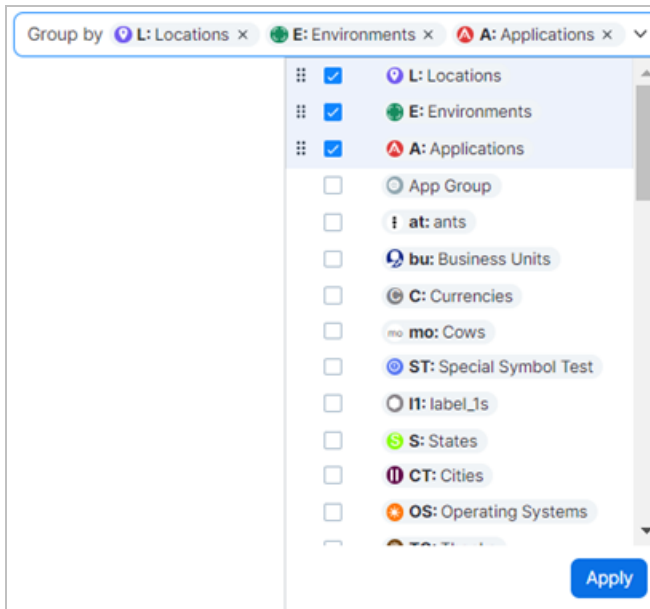 Group by L: Locations × E: Environments × A: Applications ×
L: Locations
E: Environments
A: Applications
App Group
at: ants
bu: Business Units
C: Currencies
mo mo: Cows
ST: Special Symbol Test
l1: label_1s
S: States
CT: Cities
OS: Operating Systems
Apply